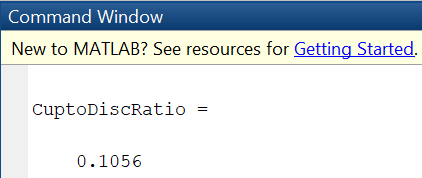 Command Window
New to MATLAB? See resources for Getting Started.
CuptoDiscRatio =
0.1056